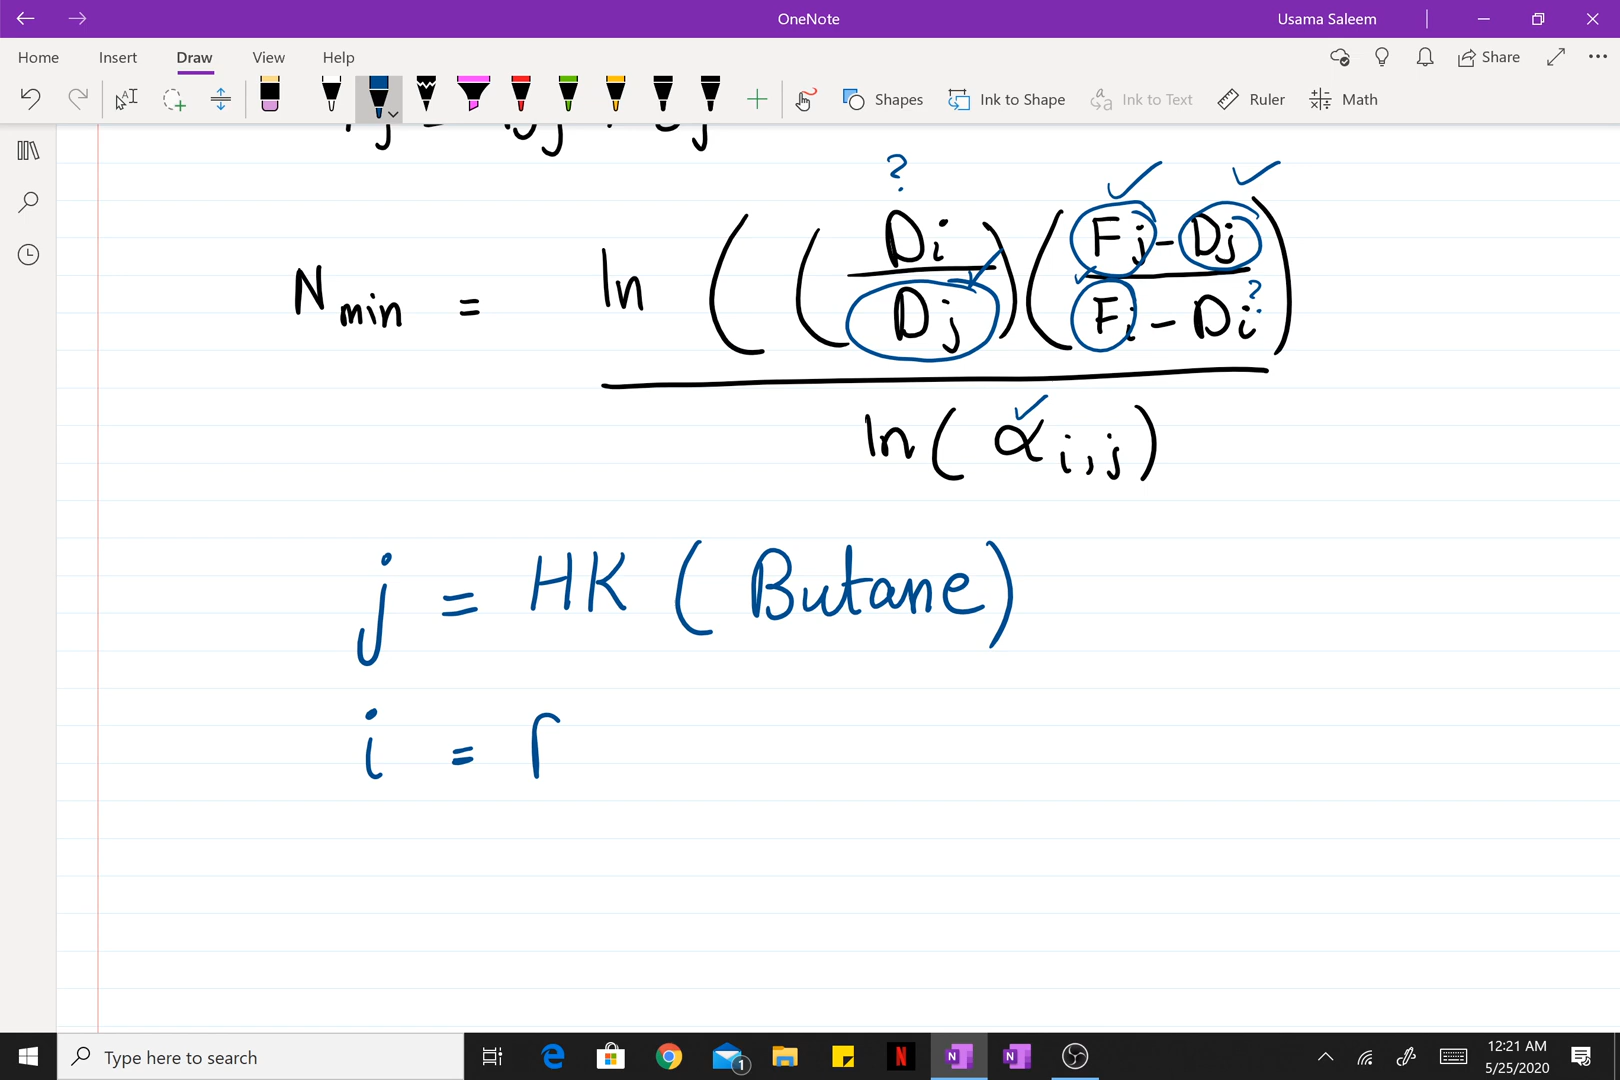 OneNote
Usama Saleem
Home Insert Draw View Help Share
Shapes Ink to Shape Ink to Text Ruler Math
?
✓ ✓
N min = ln ( ( Di / Dj ) ( Fj - Dj / Fi - Di ) )
✓ ✓ ?
ln ( α i,j )
✓
j = HK ( Butane )
i =
Type here to search
1
12:21 AM
5/25/2020